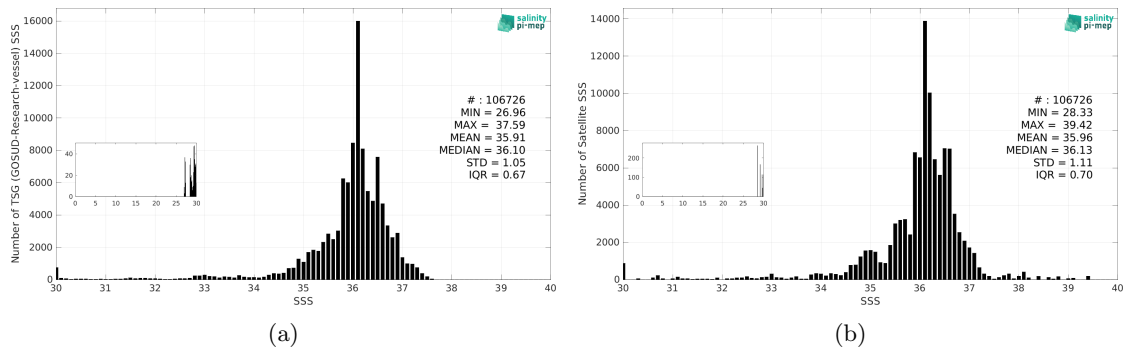 salinity
pi-mep
Number of TSG (GOSUD-Research-vessel) SSS
16000
14000
12000
10000
8000
6000
4000
2000
0
# : 106726
MIN = 26.96
MAX = 37.59
MEAN = 35.91
MEDIAN = 36.10
STD = 1.05
IQR = 0.67
40
20
0
0 5 10 15 20 25 30
30 31 32 33 34 35 36 37 38 39 40
SSS
(a)
salinity
pi-mep
Number of Satellite SSS
14000
12000
10000
8000
6000
4000
2000
0
# : 106726
MIN = 28.33
MAX = 39.42
MEAN = 35.96
MEDIAN = 36.13
STD = 1.11
IQR = 0.70
200
100
0
0 5 10 15 20 25 30
30 31 32 33 34 35 36 37 38 39 40
SSS
(b)